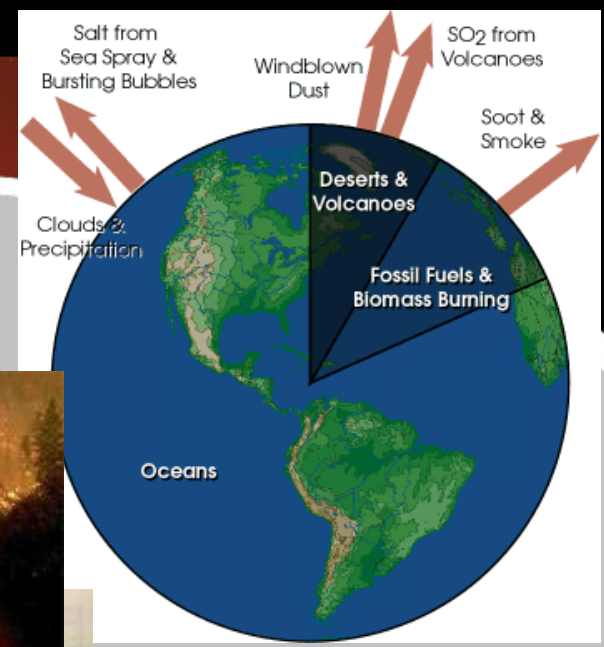 Salt from
Sea Spray &
Bursting Bubbles
Windblown
Dust
SO2 from
Volcanoes
Soot &
Smoke
Clouds &
Precipitation
Deserts &
Volcanoes
Fossil Fuels &
Biomass Burning
Oceans